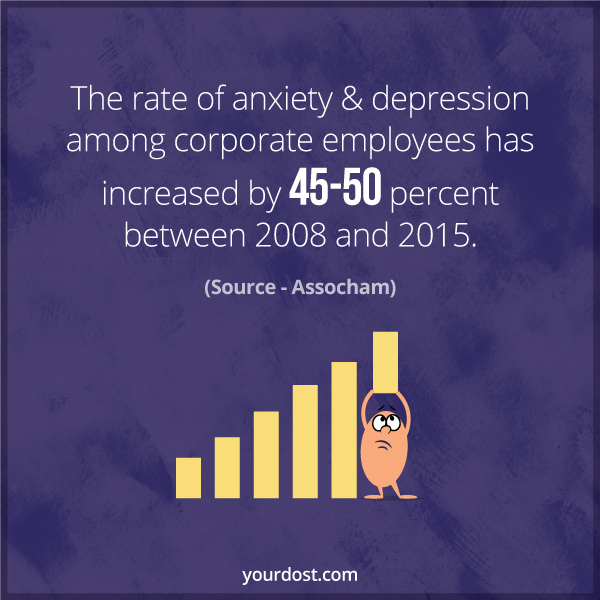 The rate of anxiety & depression
among corporate employees has
increased by 45-50 percent
between 2008 and 2015.
(Source - Assocham)
yourdost.com